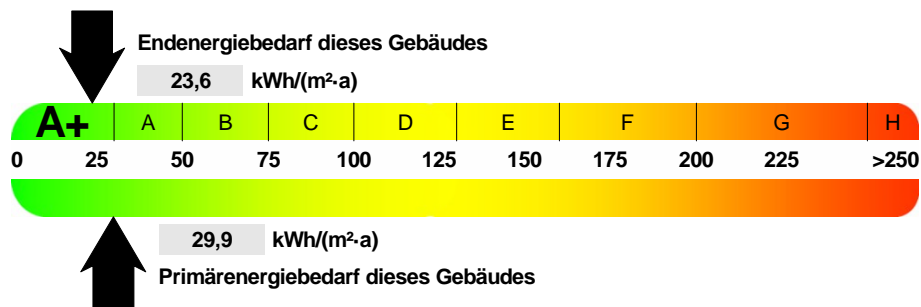 Endenergiebedarf dieses Gebäudes
23,6 kWh/(m²·a)
A+ A B C D E F G H
0 25 50 75 100 125 150 175 200 225 >250
29,9 kWh/(m²·a)
Primärenergiebedarf dieses Gebäudes